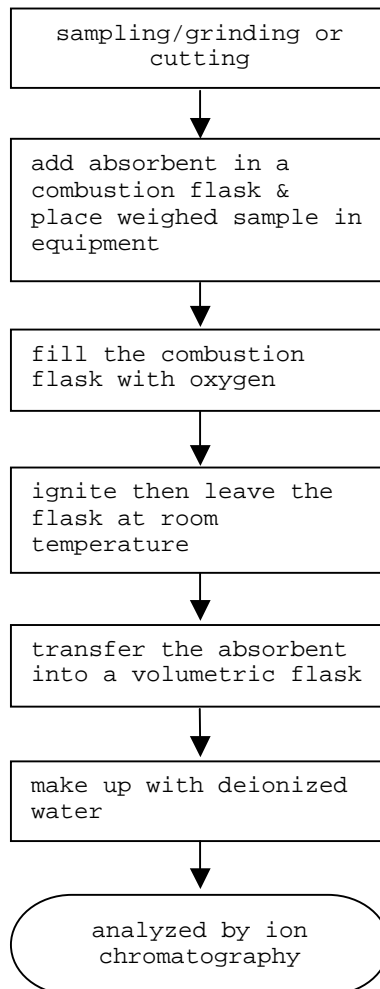 sampling/grinding or
cutting
add absorbent in a
combustion flask &
place weighed sample in
equipment
fill the combustion
flask with oxygen
ignite then leave the
flask at room
temperature
transfer the absorbent
into a volumetric flask
make up with deionized
water
analyzed by ion
chromatography